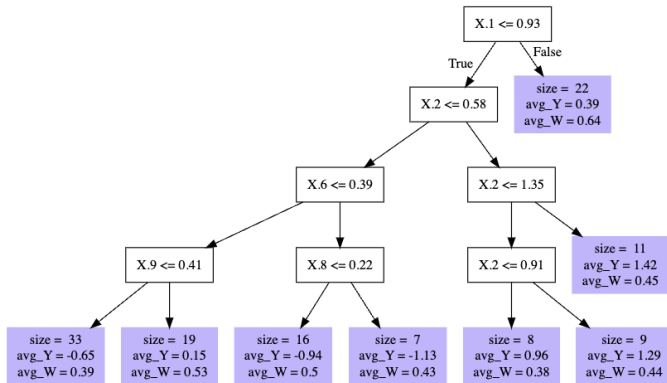 X.1 <= 0.93
True
False
X.2 <= 0.58
size =  22
avg_Y = 0.39
avg_W = 0.64
X.6 <= 0.39
X.2 <= 1.35
X.9 <= 0.41
X.8 <= 0.22
X.2 <= 0.91
size =  11
avg_Y = 1.42
avg_W = 0.45
size =  33
avg_Y = -0.65
avg_W = 0.39
size =  19
avg_Y = 0.15
avg_W = 0.53
size =  16
avg_Y = -0.94
avg_W = 0.5
size =  7
avg_Y = -1.13
avg_W = 0.43
size =  8
avg_Y = 0.96
avg_W = 0.38
size =  9
avg_Y = 1.29
avg_W = 0.44